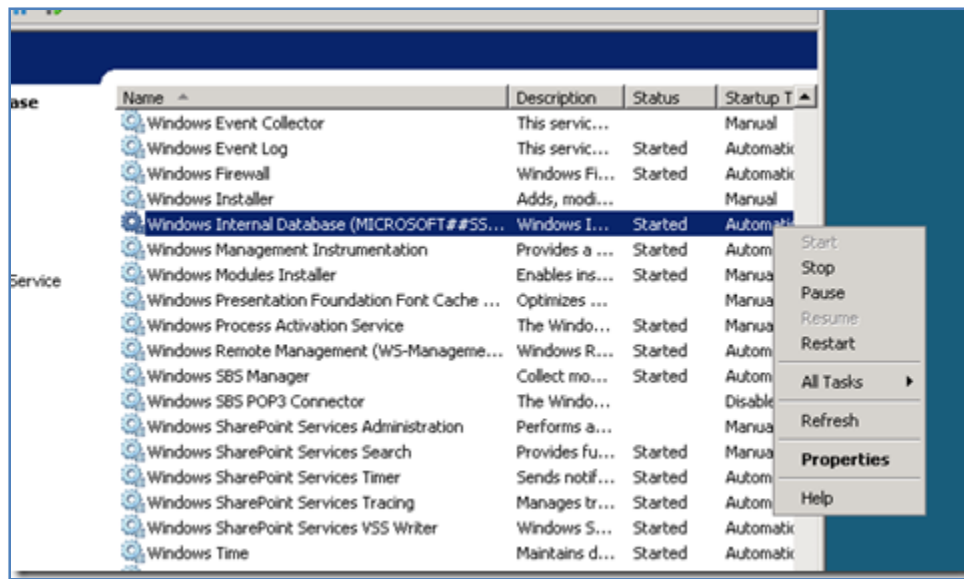 ase
Service
Name Description Status Startup T
Windows Event Collector This servic... Manual
Windows Event Log This servic... Started Automatic
Windows Firewall Windows Fi... Started Automatic
Windows Installer Adds, modi... Manual
Windows Internal Database (MICROSOFT##SS... Windows I... Started Automatic
Windows Management Instrumentation Provides a ... Started Autom
Windows Modules Installer Enables ins... Started Manua
Windows Presentation Foundation Font Cache ... Optimizes ... Manua
Windows Process Activation Service The Windo... Started Manua
Windows Remote Management (WS-Manageme... Windows R... Started Autom
Windows SBS Manager Collect mo... Started Autom
Windows SBS POP3 Connector The Windo... Disable
Windows SharePoint Services Administration Performs a... Manua
Windows SharePoint Services Search Provides fu... Started Manua
Windows SharePoint Services Timer Sends notif... Started Autom
Windows SharePoint Services Tracing Manages tr... Started Automatic
Windows SharePoint Services VSS Writer Windows S... Started Automatic
Windows Time Maintains d... Started Automatic
Start
Stop
Pause
Resume
Restart
All Tasks
Refresh
Properties
Help